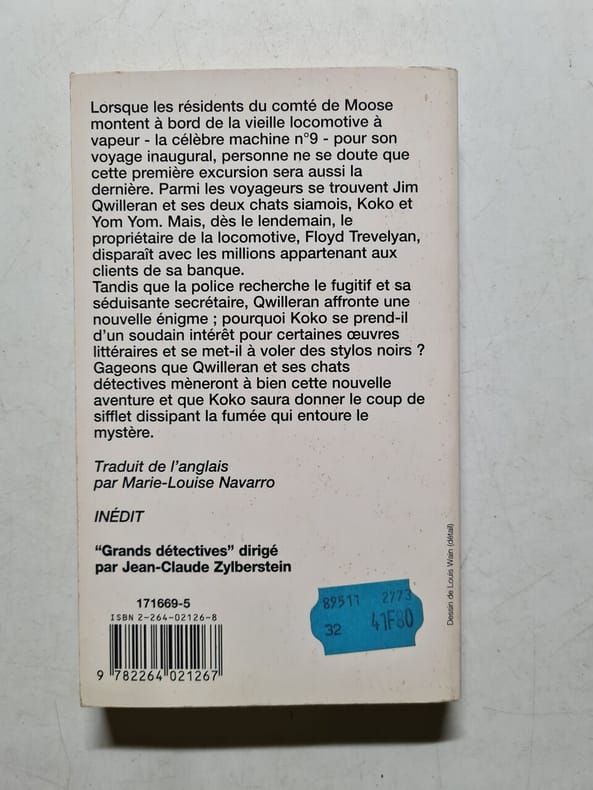 Lorsque les résidents du comté de Moose
montent à bord de la vieille locomotive à
vapeur - la célèbre machine n°9 - pour son
voyage inaugural, personne ne se doute que
cette première excursion sera aussi la
dernière. Parmi les voyageurs se trouvent Jim
Qwilleran et ses deux chats siamois, Koko et
Yom Yom. Mais, dès le lendemain, le
propriétaire de la locomotive, Floyd Trevelyan,
disparaît avec les millions appartenant aux
clients de sa banque.
Tandis que la police recherche le fugitif et sa
séduisante secrétaire, Qwilleran affronte une
nouvelle énigme ; pourquoi Koko se prend-il
d'un soudain intérêt pour certaines œuvres
littéraires et se met-il à voler des stylos noirs ?
Gageons que Qwilleran et ses chats
détectives mèneront à bien cette nouvelle
aventure et que Koko saura donner le coup de
sifflet dissipant la fumée qui entoure le
mystère.
Traduit de l'anglais
par Marie-Louise Navarro
INÉDIT
"Grands détectives" dirigé
par Jean-Claude Zylberstein
171669-5
ISBN 2-264-02126-8
9 782264 021267
89511 2773
32 41F80
Dessin de Louis Wain (détail)